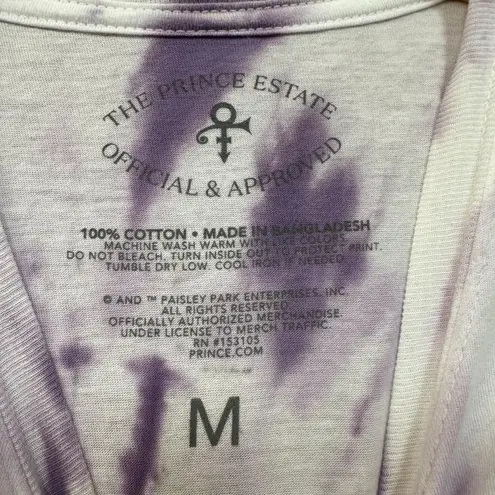 THE PRINCE ESTATE
OFFICIAL & APPROVED
100% COTTON • MADE IN BANGLADESH
MACHINE WASH WARM WITH LIKE COLORS.
DO NOT BLEACH. TURN INSIDE OUT TO PROTECT PRINT.
TUMBLE DRY LOW. COOL IRON IF NEEDED.
© AND ™ PAISLEY PARK ENTERPRISES, INC.
ALL RIGHTS RESERVED.
OFFICIALLY AUTHORIZED MERCHANDISE.
UNDER LICENSE TO MERCH TRAFFIC.
RN #153105
PRINCE.COM
M